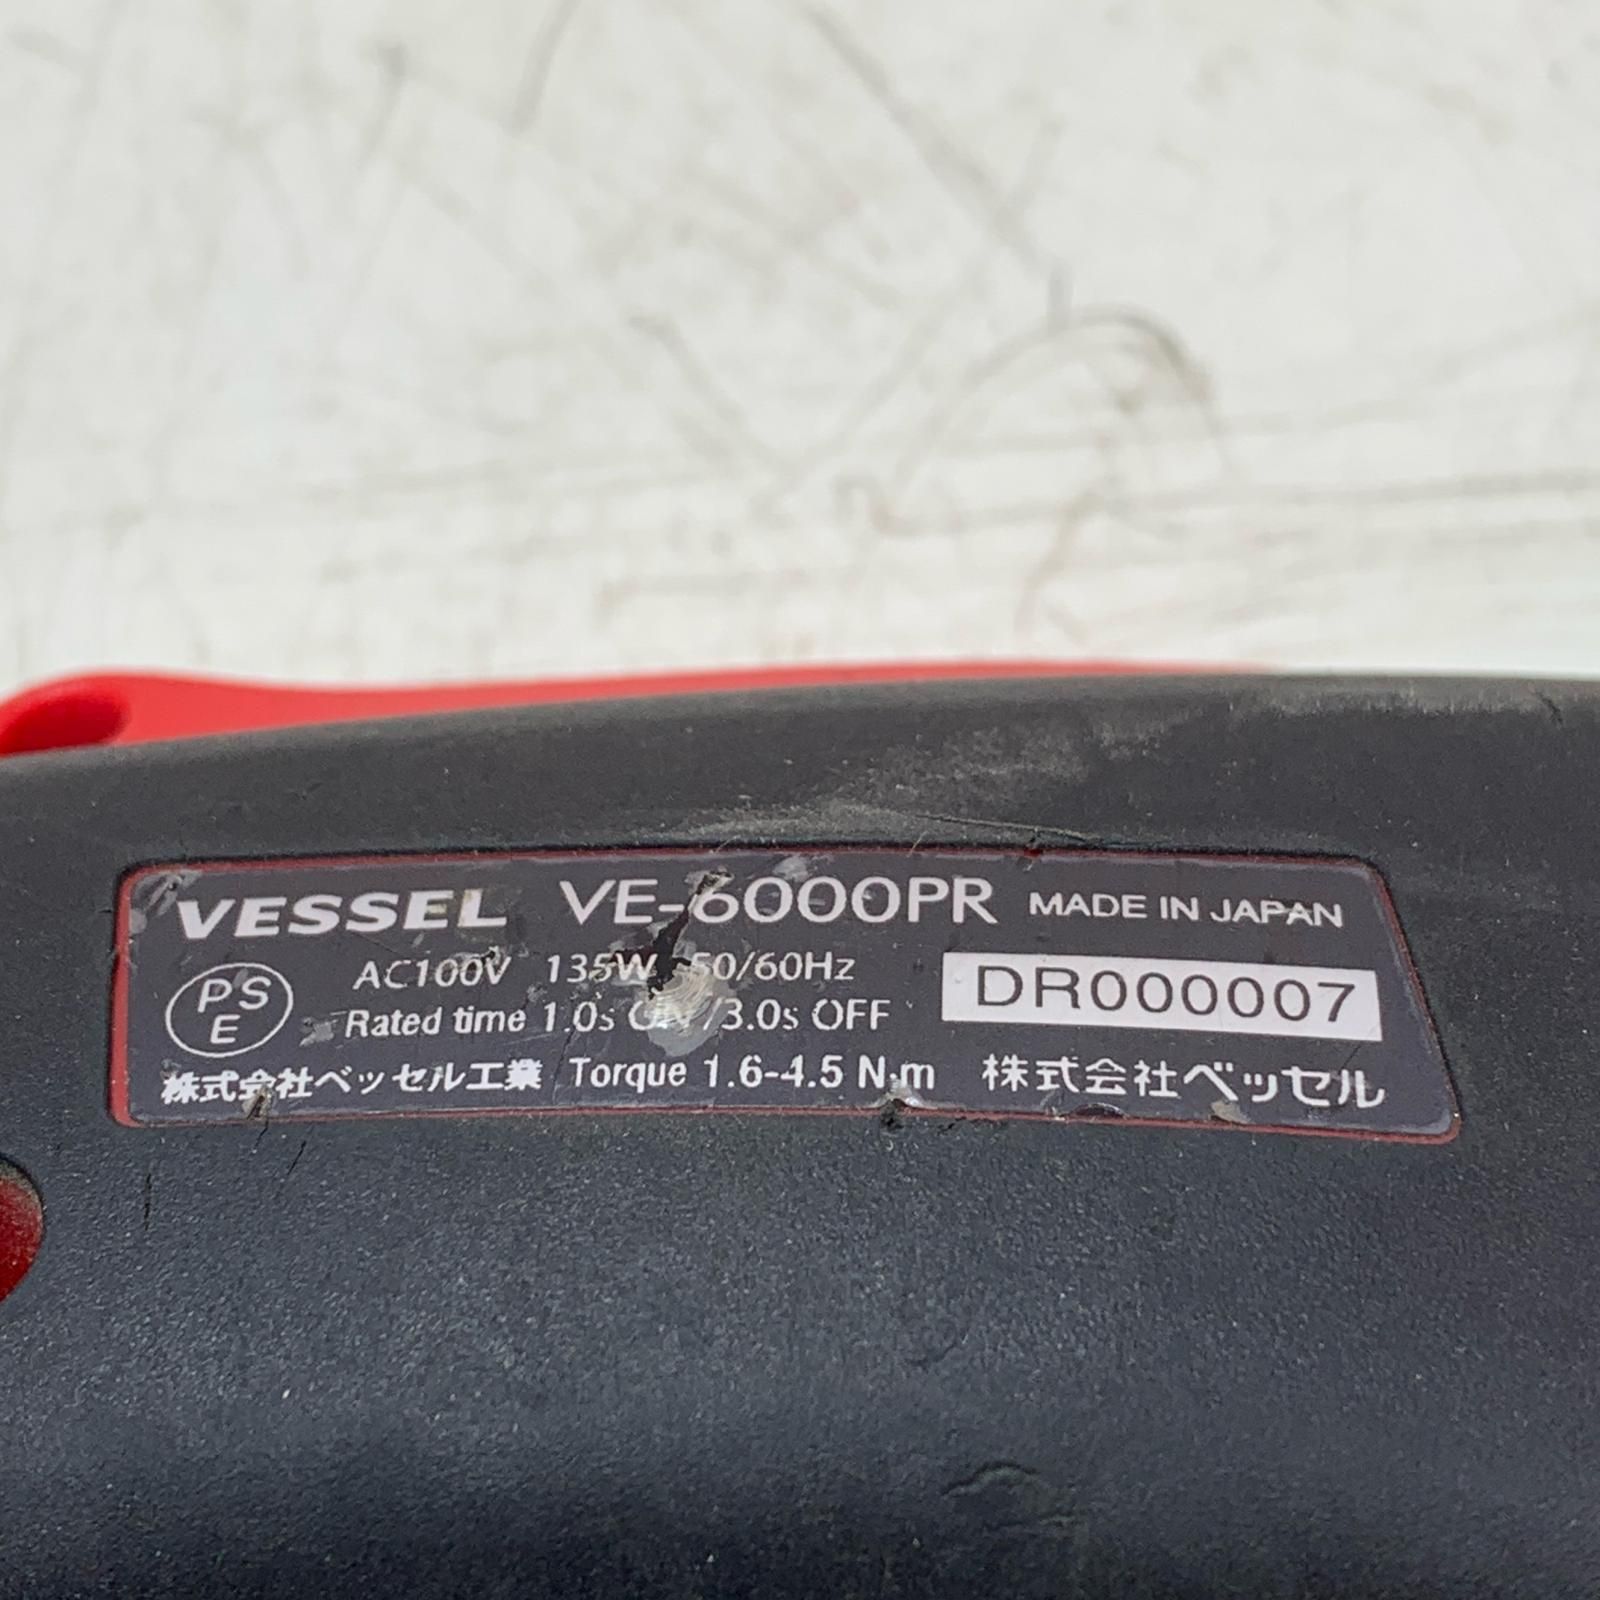 VESSEL VE-6000PR MADE IN JAPAN
PS E AC100V 135W 50/60Hz DR000007
Rated time 1.0s ON/3.0s OFF
株式会社ベッセル工業 Torque 1.6-4.5 N·m 株式会社ベッセル